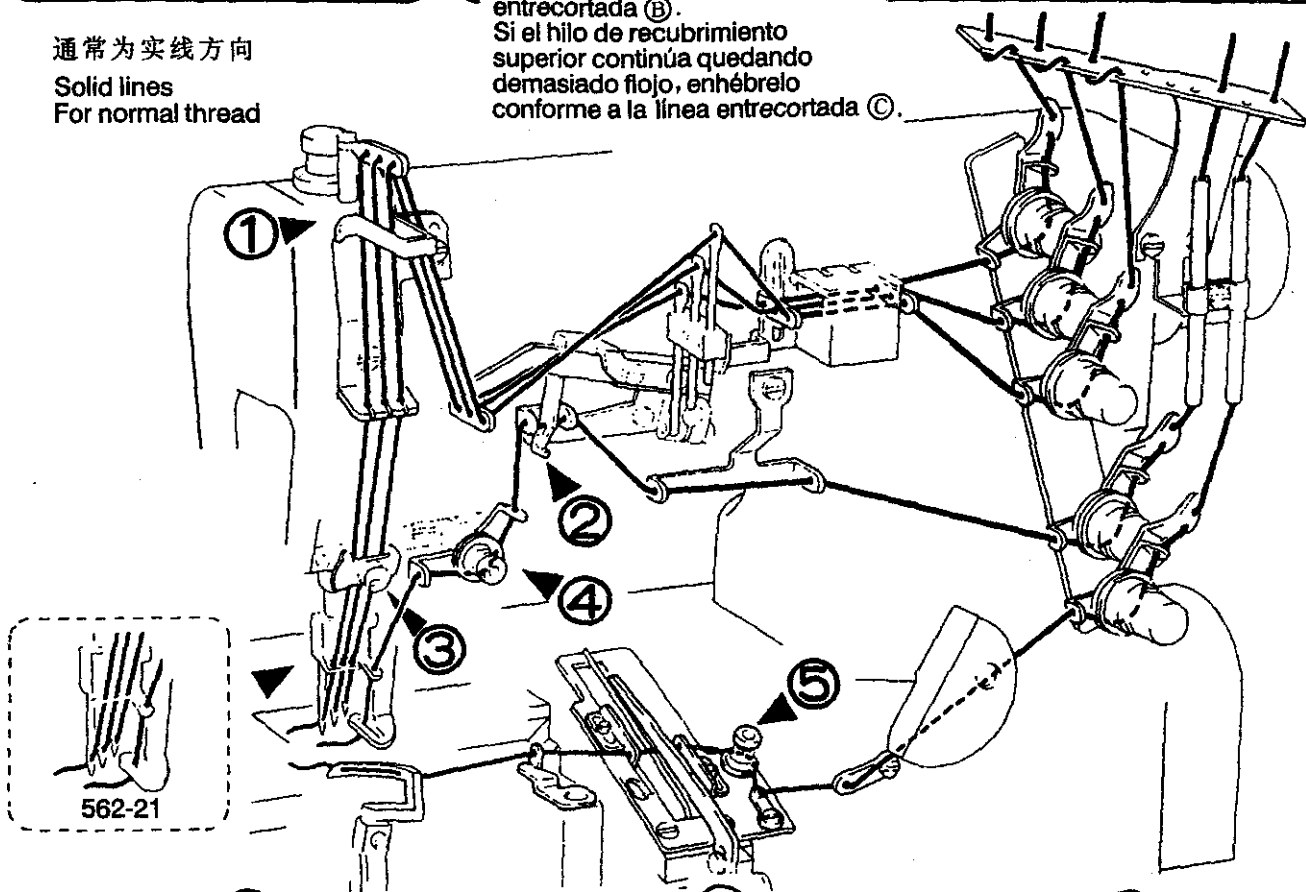 通常为实线方向
Solid lines
For normal thread
entrecortada Ⓑ.
Si el hilo de recubrimiento
superior continúa quedando
demasiado flojo, enhébrelo
conforme a la línea entrecortada Ⓒ.
①
②
④
③
⑤
562-21